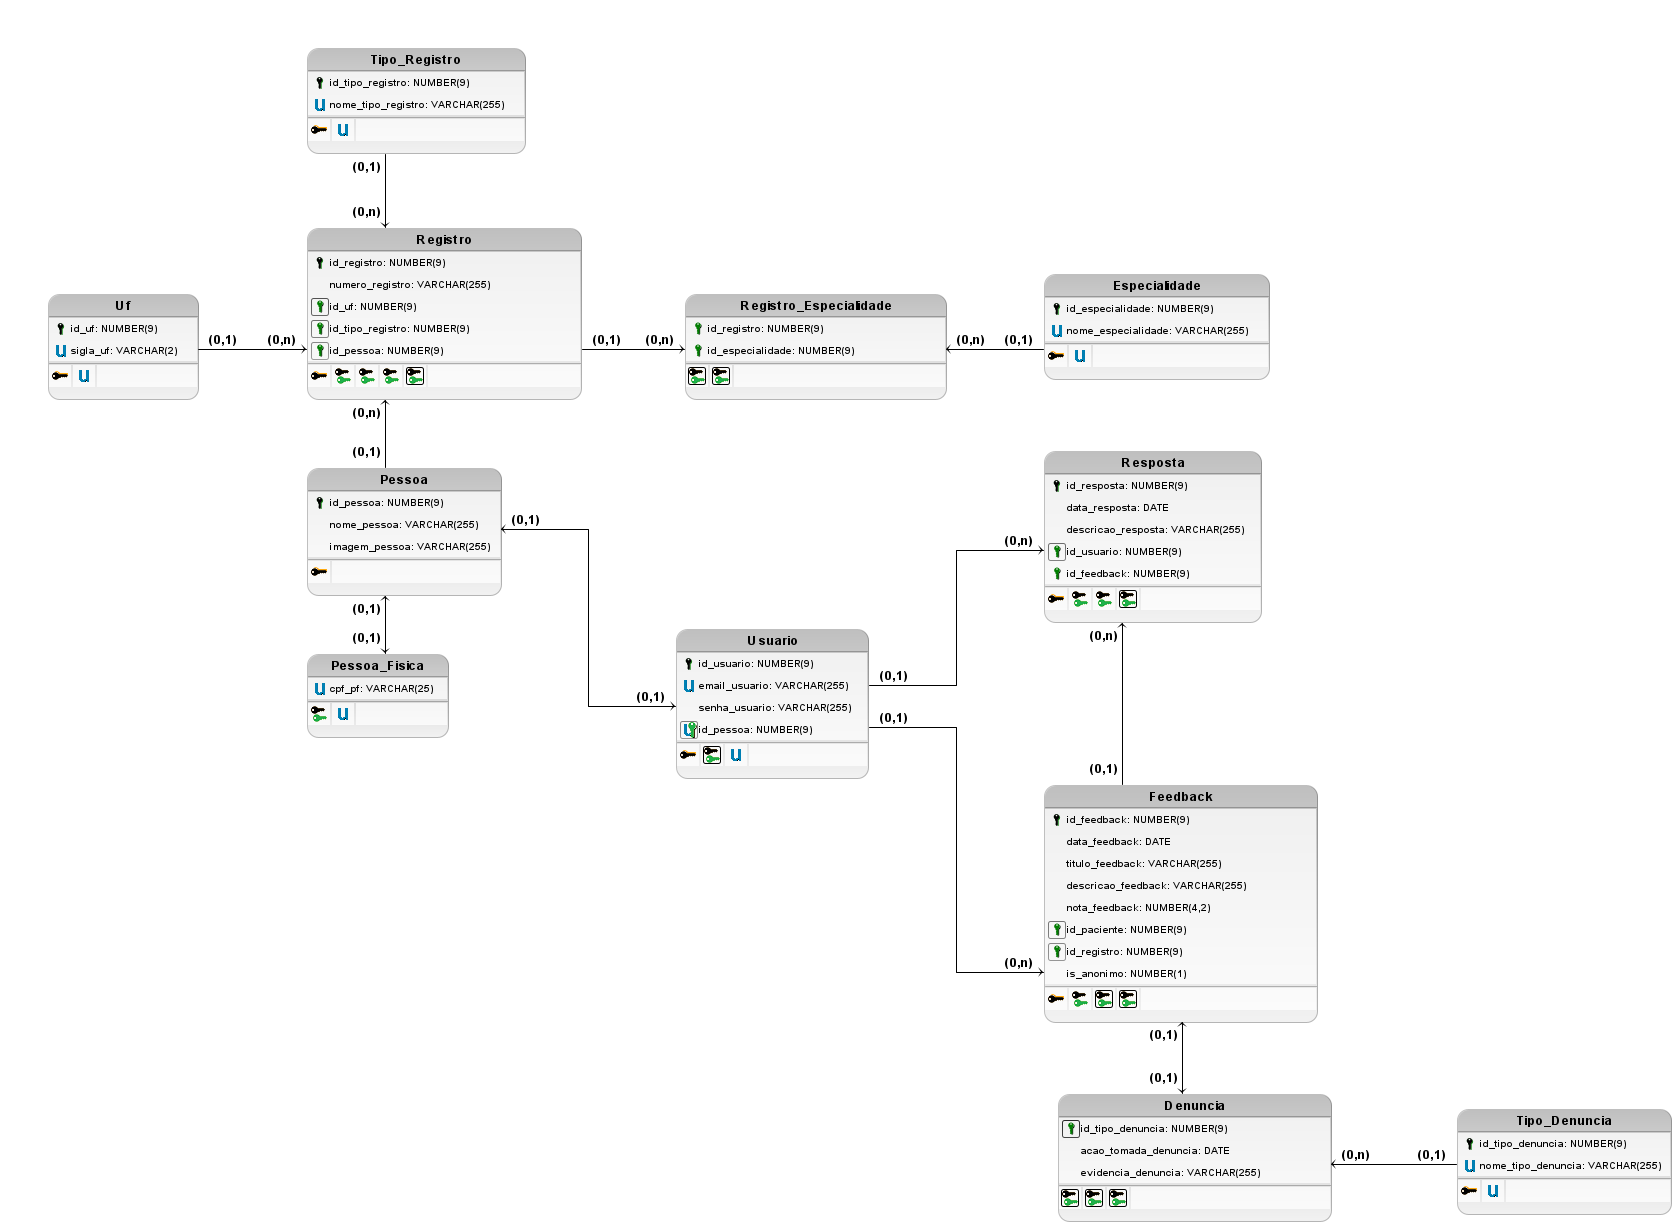 Tipo_Registro
id_tipo_registro: NUMBER(9)
nome_tipo_registro: VARCHAR(255)
(0,1)
(0,n)
Registro
id_registro: NUMBER(9)
numero_registro: VARCHAR(255)
id_uf: NUMBER(9)
id_tipo_registro: NUMBER(9)
id_pessoa: NUMBER(9)
Uf
id_uf: NUMBER(9)
sigla_uf: VARCHAR(2)
(0,1)
(0,n)
(0,1)
(0,n)
Registro_Especialidade
id_registro: NUMBER(9)
id_especialidade: NUMBER(9)
(0,n)
(0,1)
Especialidade
id_especialidade: NUMBER(9)
nome_especialidade: VARCHAR(255)
(0,n)
(0,1)
Pessoa
id_pessoa: NUMBER(9)
nome_pessoa: VARCHAR(255)
imagem_pessoa: VARCHAR(255)
(0,1)
(0,1)
(0,1)
Pessoa_Fisica
cpf_pf: VARCHAR(25)
(0,1)
Usuario
id_usuario: NUMBER(9)
email_usuario: VARCHAR(255)
senha_usuario: VARCHAR(255)
id_pessoa: NUMBER(9)
(0,1)
(0,1)
(0,n)
Resposta
id_resposta: NUMBER(9)
data_resposta: DATE
descricao_resposta: VARCHAR(255)
id_usuario: NUMBER(9)
id_feedback: NUMBER(9)
(0,n)
(0,1)
Feedback
id_feedback: NUMBER(9)
data_feedback: DATE
titulo_feedback: VARCHAR(255)
descricao_feedback: VARCHAR(255)
nota_feedback: NUMBER(4,2)
id_paciente: NUMBER(9)
id_registro: NUMBER(9)
is_anonimo: NUMBER(1)
(0,n)
(0,1)
(0,1)
Denuncia
id_tipo_denuncia: NUMBER(9)
acao_tomada_denuncia: DATE
evidencia_denuncia: VARCHAR(255)
(0,n)
(0,1)
Tipo_Denuncia
id_tipo_denuncia: NUMBER(9)
nome_tipo_denuncia: VARCHAR(255)